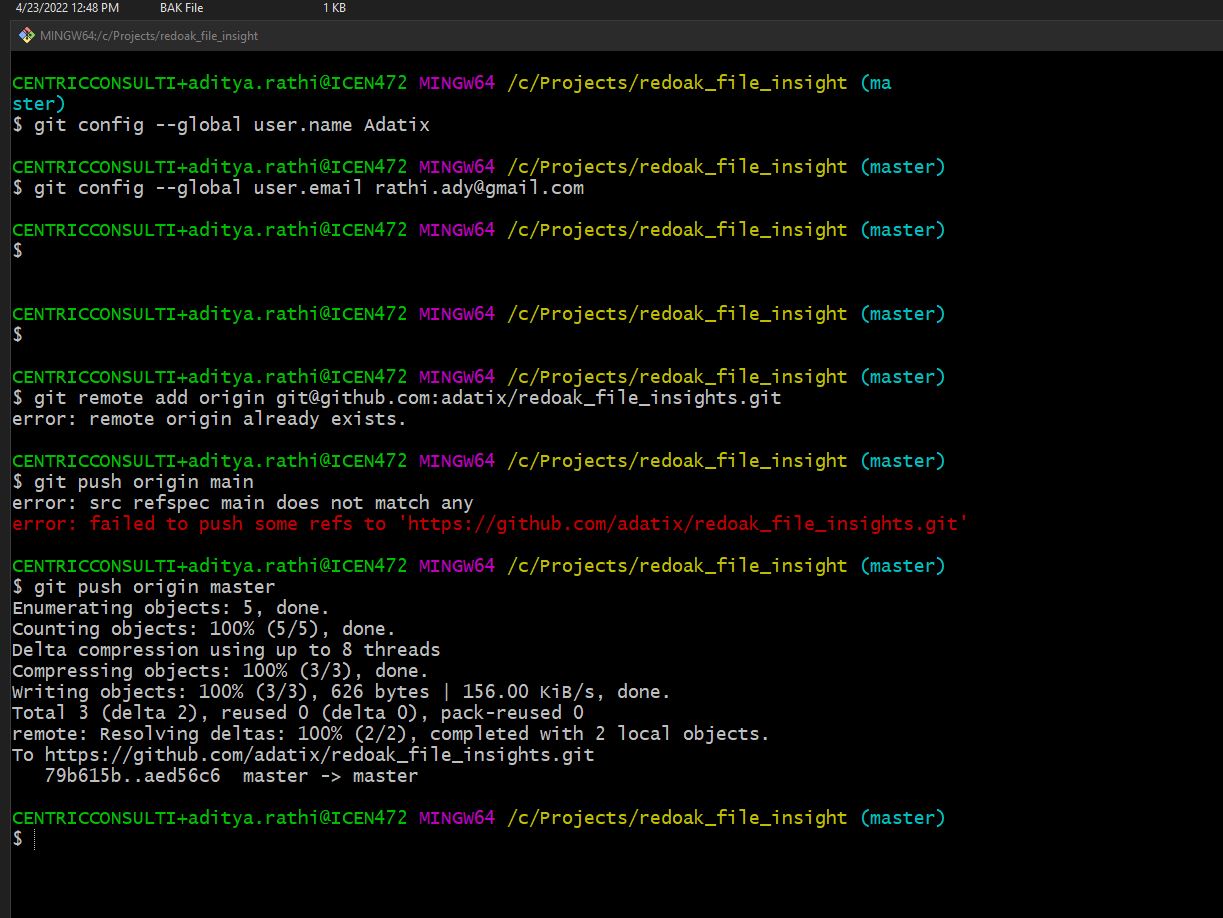 4/23/2022 12:48 PM BAK File 1 KB
MINGW64:/c/Projects/redoak_file_insight
CENTRICCONSULTI+aditya.rathi@ICEN472 MINGW64 /c/Projects/redoak_file_insight (ma
ster)
$ git config --global user.name Adatix
CENTRICCONSULTI+aditya.rathi@ICEN472 MINGW64 /c/Projects/redoak_file_insight (master)
$ git config --global user.email rathi.ady@gmail.com
CENTRICCONSULTI+aditya.rathi@ICEN472 MINGW64 /c/Projects/redoak_file_insight (master)
$
CENTRICCONSULTI+aditya.rathi@ICEN472 MINGW64 /c/Projects/redoak_file_insight (master)
$
CENTRICCONSULTI+aditya.rathi@ICEN472 MINGW64 /c/Projects/redoak_file_insight (master)
$ git remote add origin git@github.com:adatix/redoak_file_insights.git
error: remote origin already exists.
CENTRICCONSULTI+aditya.rathi@ICEN472 MINGW64 /c/Projects/redoak_file_insight (master)
$ git push origin main
error: src refspec main does not match any
error: failed to push some refs to 'https://github.com/adatix/redoak_file_insights.git'
CENTRICCONSULTI+aditya.rathi@ICEN472 MINGW64 /c/Projects/redoak_file_insight (master)
$ git push origin master
Enumerating objects: 5, done.
Counting objects: 100% (5/5), done.
Delta compression using up to 8 threads
Compressing objects: 100% (3/3), done.
Writing objects: 100% (3/3), 626 bytes | 156.00 KiB/s, done.
Total 3 (delta 2), reused 0 (delta 0), pack-reused 0
remote: Resolving deltas: 100% (2/2), completed with 2 local objects.
To https://github.com/adatix/redoak_file_insights.git
79b615b..aed56c6 master -> master
CENTRICCONSULTI+aditya.rathi@ICEN472 MINGW64 /c/Projects/redoak_file_insight (master)
$